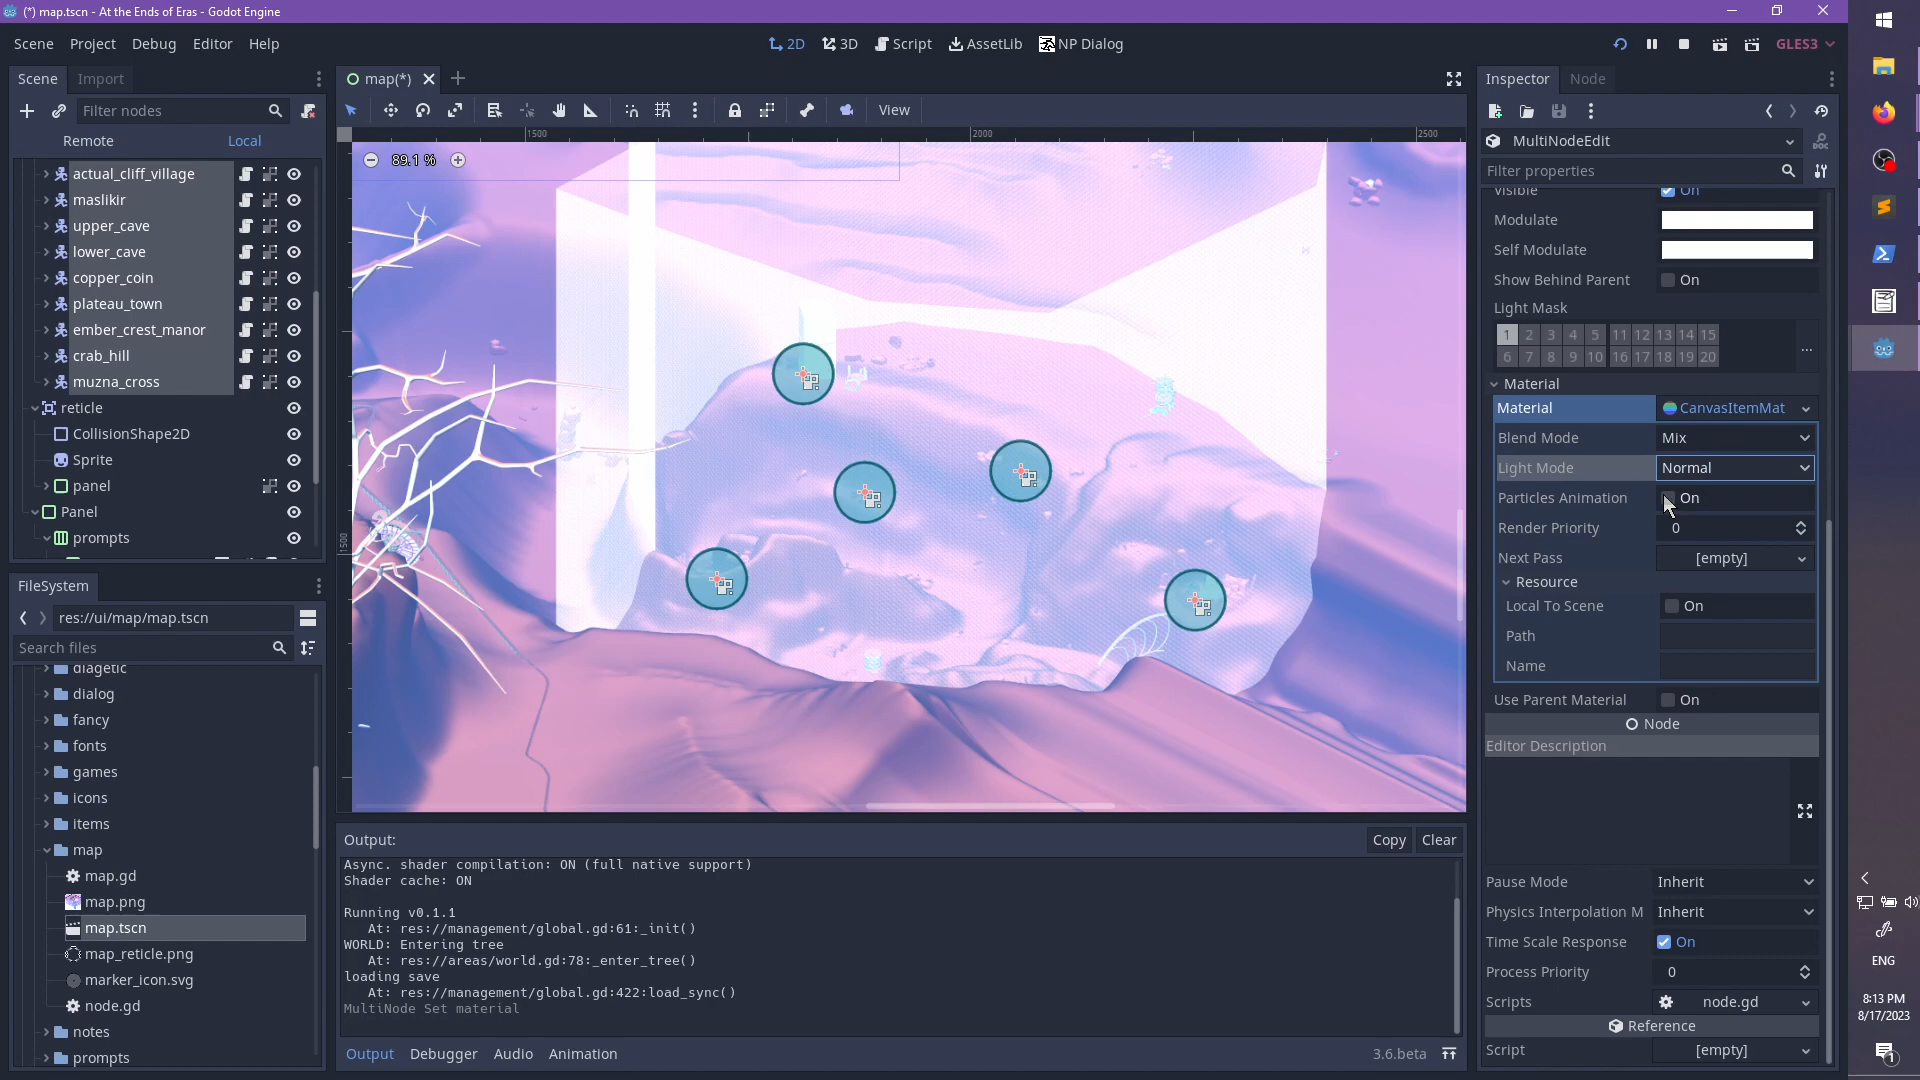 (*) map.tscn - At the Ends of Eras - Godot Engine
Scene Project Debug Editor Help
2D 3D Script AssetLib NP Dialog
GLES3
Scene Import
Filter nodes
Remote Local
actual_cliff_village
maslikir
upper_cave
lower_cave
copper_coin
plateau_town
ember_crest_manor
crab_hill
muzna_cross
reticle
CollisionShape2D
Sprite
panel
Panel
prompts
FileSystem
res://ui/map/map.tscn
Search files
diagetic
dialog
fancy
fonts
games
icons
items
map
map.gd
map.png
map.tscn
map_reticle.png
marker_icon.svg
node.gd
notes
prompts
map(*)
View
1500 2000 2500
89.1 %
1500
Output:
Copy Clear
Async. shader compilation: ON (full native support)
Shader cache: ON
Running v0.1.1
At: res://management/global.gd:61:_init()
WORLD: Entering tree
At: res://areas/world.gd:78:_enter_tree()
loading save
At: res://management/global.gd:422:load_sync()
MultiNode Set material
Output Debugger Audio Animation
3.6.beta
Inspector Node
MultiNodeEdit
DOC
Filter properties
Visible On
Modulate
Self Modulate
Show Behind Parent On
Light Mask
1 2 3 4 5 11 12 13 14 15
6 7 8 9 10 16 17 18 19 20
...
Material
Material CanvasItemMat
Blend Mode Mix
Light Mode Normal
Particles Animation On
Render Priority 0
Next Pass [empty]
Resource
Local To Scene On
Path
Name
Use Parent Material On
Node
Editor Description
Pause Mode Inherit
Physics Interpolation M Inherit
Time Scale Response On
Process Priority 0
Scripts node.gd
Reference
Script [empty]
ENG
8:13 PM
8/17/2023
1